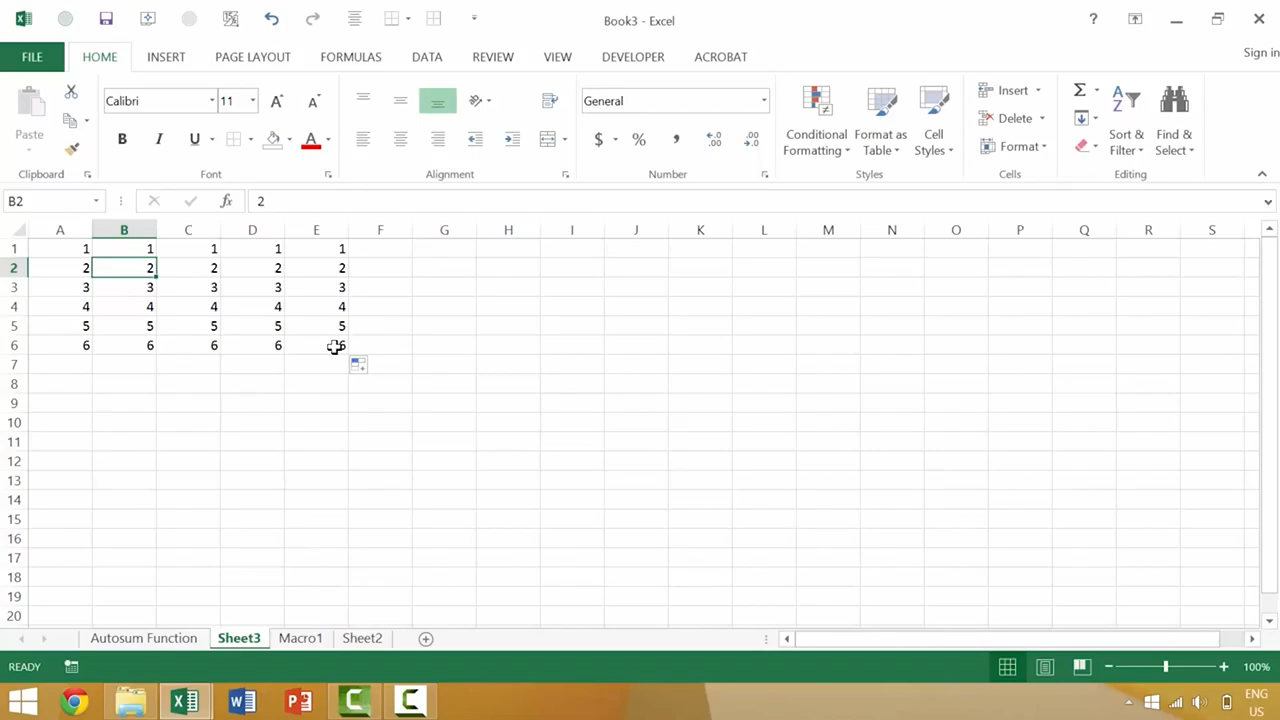 Book3 - Excel
?
FILE HOME INSERT PAGE LAYOUT FORMULAS DATA REVIEW VIEW DEVELOPER ACROBAT Sign in
Paste
Clipboard
Calibri 11
B I U A
Font
Alignment
General
$ % ,
Number
Conditional Formatting
Format as Table
Cell Styles
Styles
Insert
Delete
Format
Cells
Σ
Sort & Filter
Find & Select
Editing
B2 fx 2
A B C D E F G H I J K L M N O P Q R S
1 1 1 1 1 1
2 2 2 2 2 2
3 3 3 3 3 3
4 4 4 4 4 4
5 5 5 5 5 5
6 6 6 6 6 6
7
8
9
10
11
12
13
14
15
16
17
18
19
20
Autosum Function Sheet3 Macro1 Sheet2
READY 100%
ENG
US